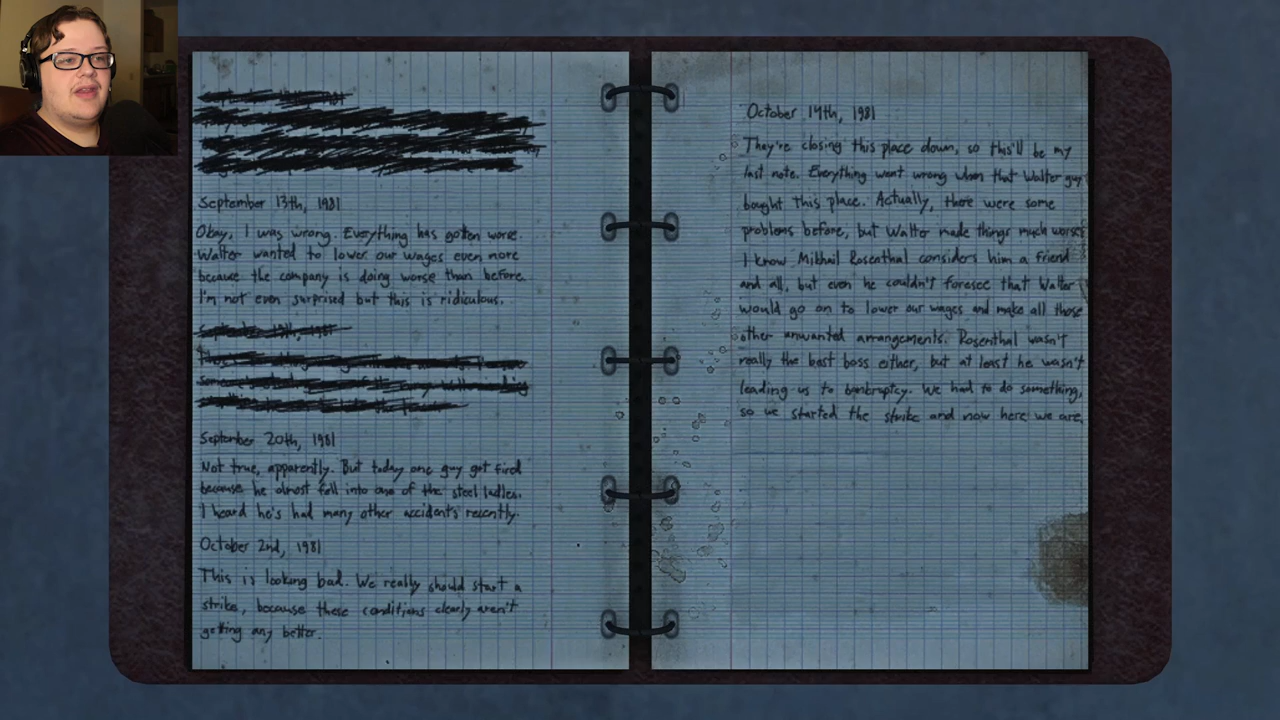 September 13th, 1981
Okay, I was wrong. Everything has gotten worse.
Walter wanted to lower our wages even more
because the company is doing worse than before.
I'm not even surprised but this is ridiculous.
September 20th, 1981
Not true, apparently. But today one guy got fired
because he almost fell into one of the steel ladles.
I heard he's had many other accidents recently.
October 2nd, 1981
This is looking bad. We really should start a
strike, because these conditions clearly aren't
getting any better.
October 14th, 1981
They're closing this place down, so this'll be my
last note. Everything went wrong when that Walter guy
bought this place. Actually, there were some
problems before, but Walter made things much worse
I know Mikhail Rosenthal considers him a friend
and all, but even he couldn't foresee that Walter
would go on to lower our wages and make all those
other unwanted arrangements. Rosenthal wasn't
really the best boss either, but at least he wasn't
leading us to bankruptcy. We had to do something,
so we started the strike and now here we are.